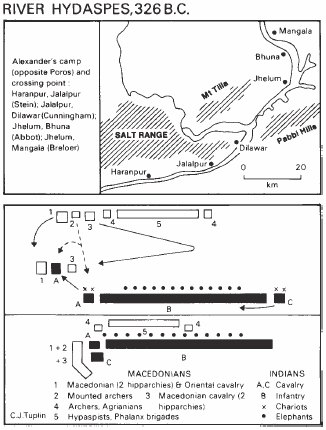 RIVER HYDASPES, 326 B.C.
Alexander's camp
(opposite Poros) and
crossing point :
Haranpur, Jalalpur
(Stein); Jalalpur,
Dilawar (Cunningham);
Jhelum, Bhuna
(Abbot); Jhelum,
Mangala (Breloer)
Mangala
Bhuna
Jhelum
Mt Tilla
SALT RANGE
Pabbi Hills
Dilawar
Jalalpur
Haranpur
0 20
km
1 2 3 4 5 4
1 A 3
x x x x
A B C
4 5 4
A
1 + 2
+ 3
C B
MACEDONIANS INDIANS
1 Macedonian (2 hipparchies) & Oriental cavalry A,C Cavalry
2 Mounted archers 3 Macedonian cavalry (2 B Infantry
4 Archers, Agrianians hipparchies) x Chariots
C.J. Tuplin 5 Hypaspists, Phalanx brigades • Elephants